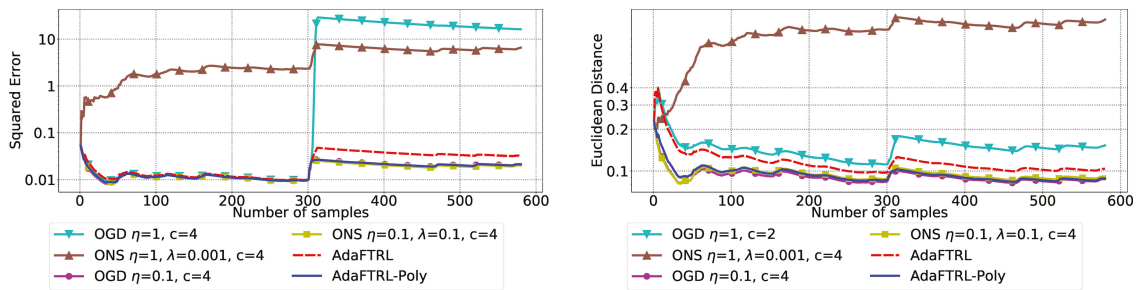 Squared Error
10
1
0.1
0.01
0 100 200 300 400 500 600
Number of samples
OGD η=1, c=4
ONS η=1, λ=0.001, c=4
OGD η=0.1, c=4
ONS η=0.1, λ=0.1, c=4
AdaFTRL
AdaFTRL-Poly
Euclidean Distance
0.4
0.3
0.2
0.1
0 100 200 300 400 500 600
Number of samples
OGD η=1, c=2
ONS η=1, λ=0.001, c=4
OGD η=0.1, c=4
ONS η=0.1, λ=0.1, c=4
AdaFTRL
AdaFTRL-Poly